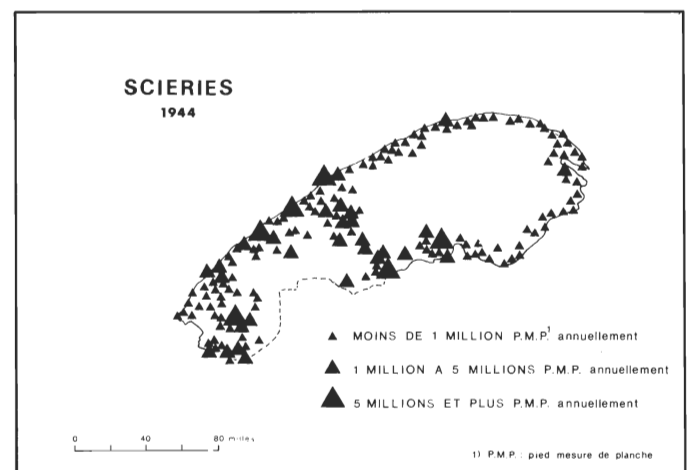 SCIERIES
1944
MOINS DE 1 MILLION P.M.P.¹ annuellement
1 MILLION A 5 MILLIONS P.M.P. annuellement
5 MILLIONS ET PLUS P.M.P. annuellement
0 40 80 milles
1) P.M.P.: pied mesure de planche